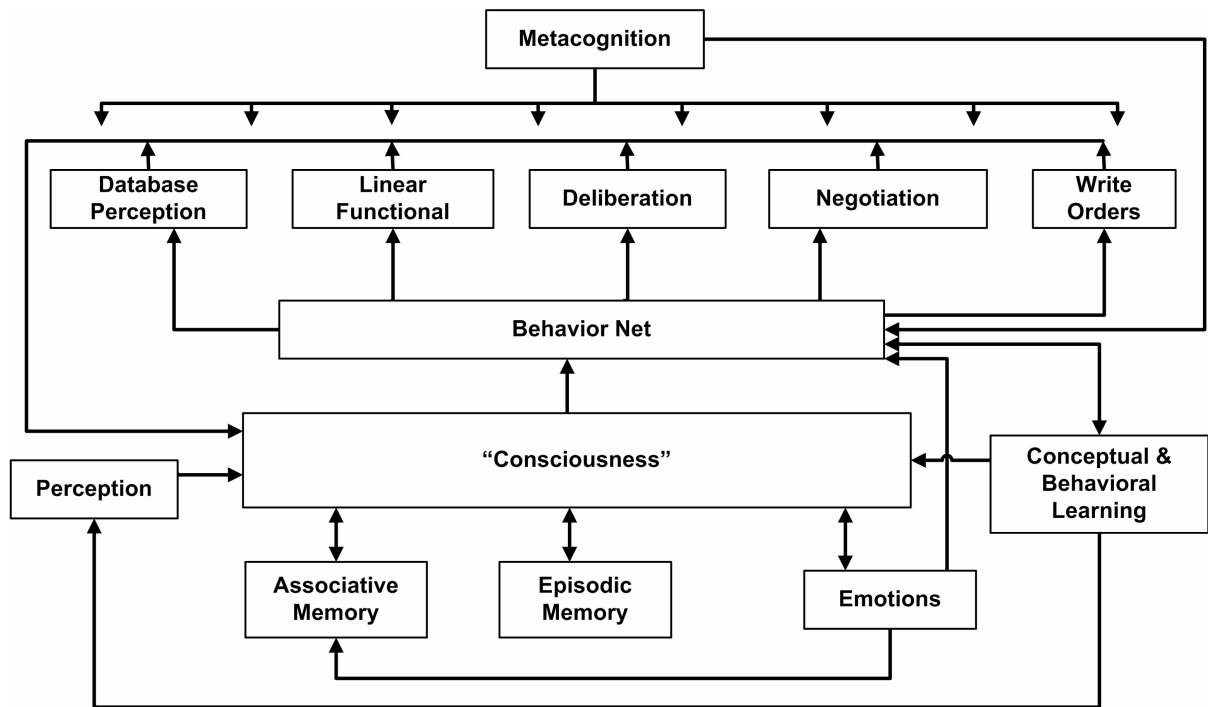 Metacognition
Database
Perception
Linear
Functional
Deliberation
Negotiation
Write
Orders
Behavior Net
“Consciousness”
Perception
Conceptual &
Behavioral
Learning
Associative
Memory
Episodic
Memory
Emotions